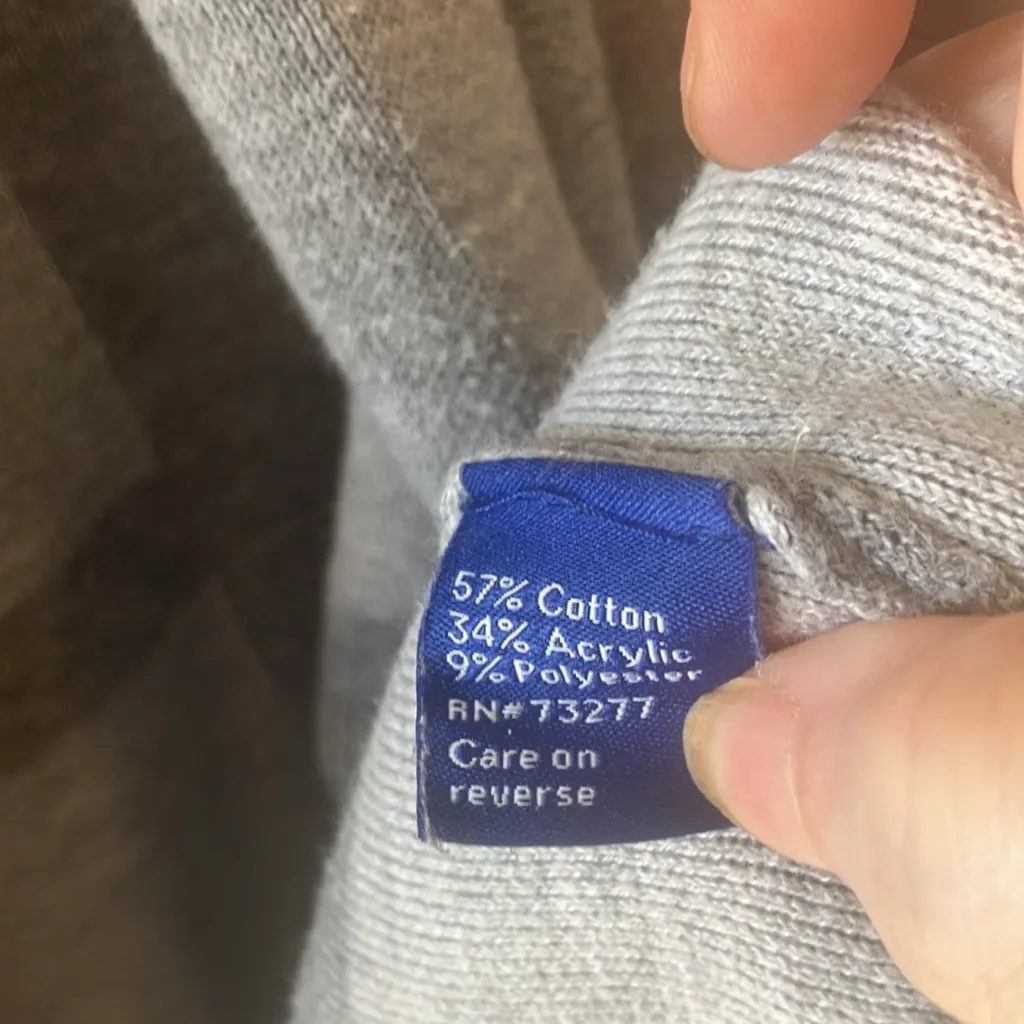 57% Cotton
34% Acrylic
9% Polyester
RN# 73277
Care on
reverse